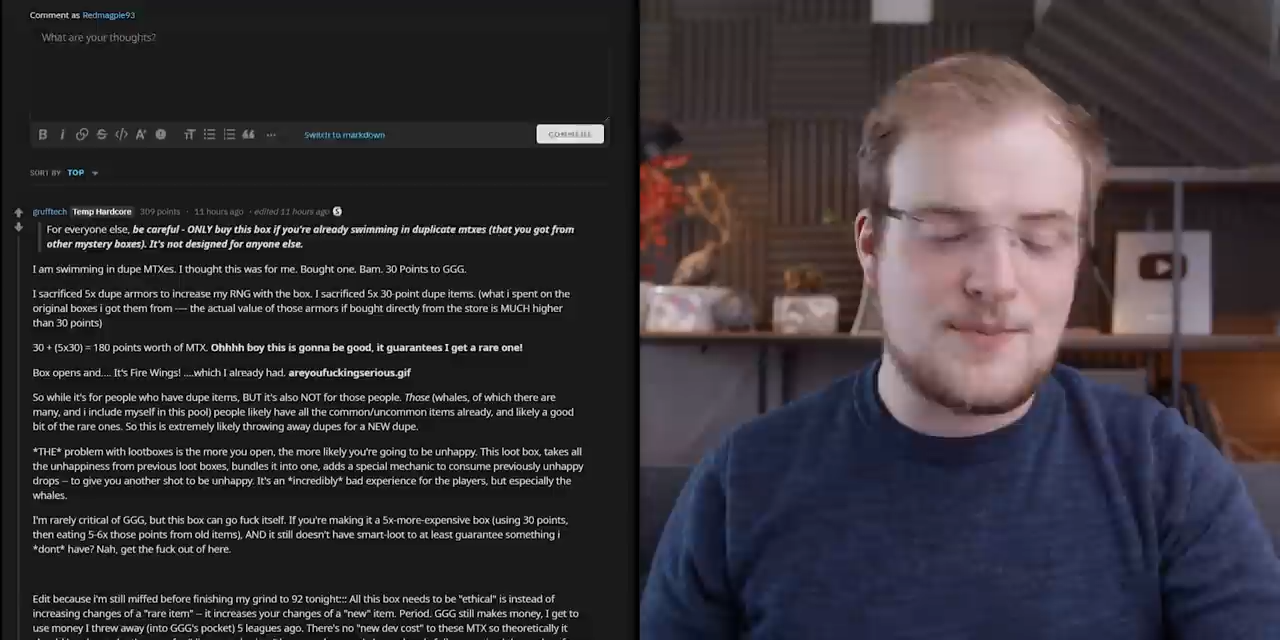 Comment as Redmagpie93
What are your thoughts?
B i A TT Switch to markdown COMMENT
SORT BY TOP
grufftech Temp Hardcore 309 points · 11 hours ago · edited 11 hours ago S
For everyone else, be careful - ONLY buy this box if you're already swimming in duplicate mtxes (that you got from
other mystery boxes). It's not designed for anyone else.
I am swimming in dupe MTXes. I thought this was for me. Bought one. Bam. 30 Points to GGG.
I sacrificed 5x dupe armors to increase my RNG with the box. I sacrificed 5x 30-point dupe items. (what i spent on the
original boxes i got them from -— the actual value of those armors if bought directly from the store is MUCH higher
than 30 points)
30 + (5x30) = 180 points worth of MTX. Ohhhh boy this is gonna be good, it guarantees I get a rare one!
Box opens and.... It's Fire Wings! ....which I already had. areyoufuckingserious.gif
So while it's for people who have dupe items, BUT it's also NOT for those people. Those (whales, of which there are
many, and i include myself in this pool) people likely have all the common/uncommon items already, and likely a good
bit of the rare ones. So this is extremely likely throwing away dupes for a NEW dupe.
*THE* problem with lootboxes is the more you open, the more likely you're going to be unhappy. This loot box, takes all
the unhappiness from previous loot boxes, bundles it into one, adds a special mechanic to consume previously unhappy
drops -- to give you another shot to be unhappy. It's an *incredibly* bad experience for the players, but especially the
whales.
I'm rarely critical of GGG, but this box can go fuck itself. If you're making it a 5x-more-expensive box (using 30 points,
then eating 5-6x those points from old items), AND it still doesn't have smart-loot to at least guarantee something i
*dont* have? Nah, get the fuck out of here.
Edit because i'm still miffed before finishing my grind to 92 tonight::: All this box needs to be "ethical" is instead of
increasing changes of a "rare item" -- it increases your changes of a "new" item. Period. GGG still makes money, I get to
use money I threw away (into GGG's pocket) 5 leagues ago. There's no "new dev cost" to these MTX so theoretically it